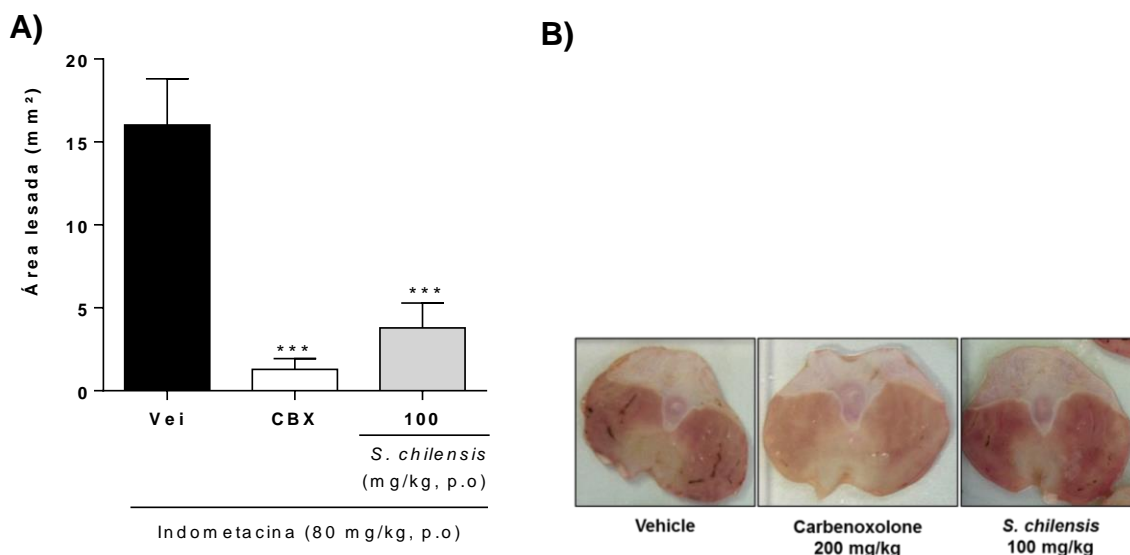 A)
20
15
10
5
0
Área lesada (mm²)
***
***
Vei CBX 100
S. chilensis
(mg/kg, p.o)
Indometacina (80 mg/kg, p.o)
B)
Vehicle
Carbenoxolone
200 mg/kg
S. chilensis
100 mg/kg